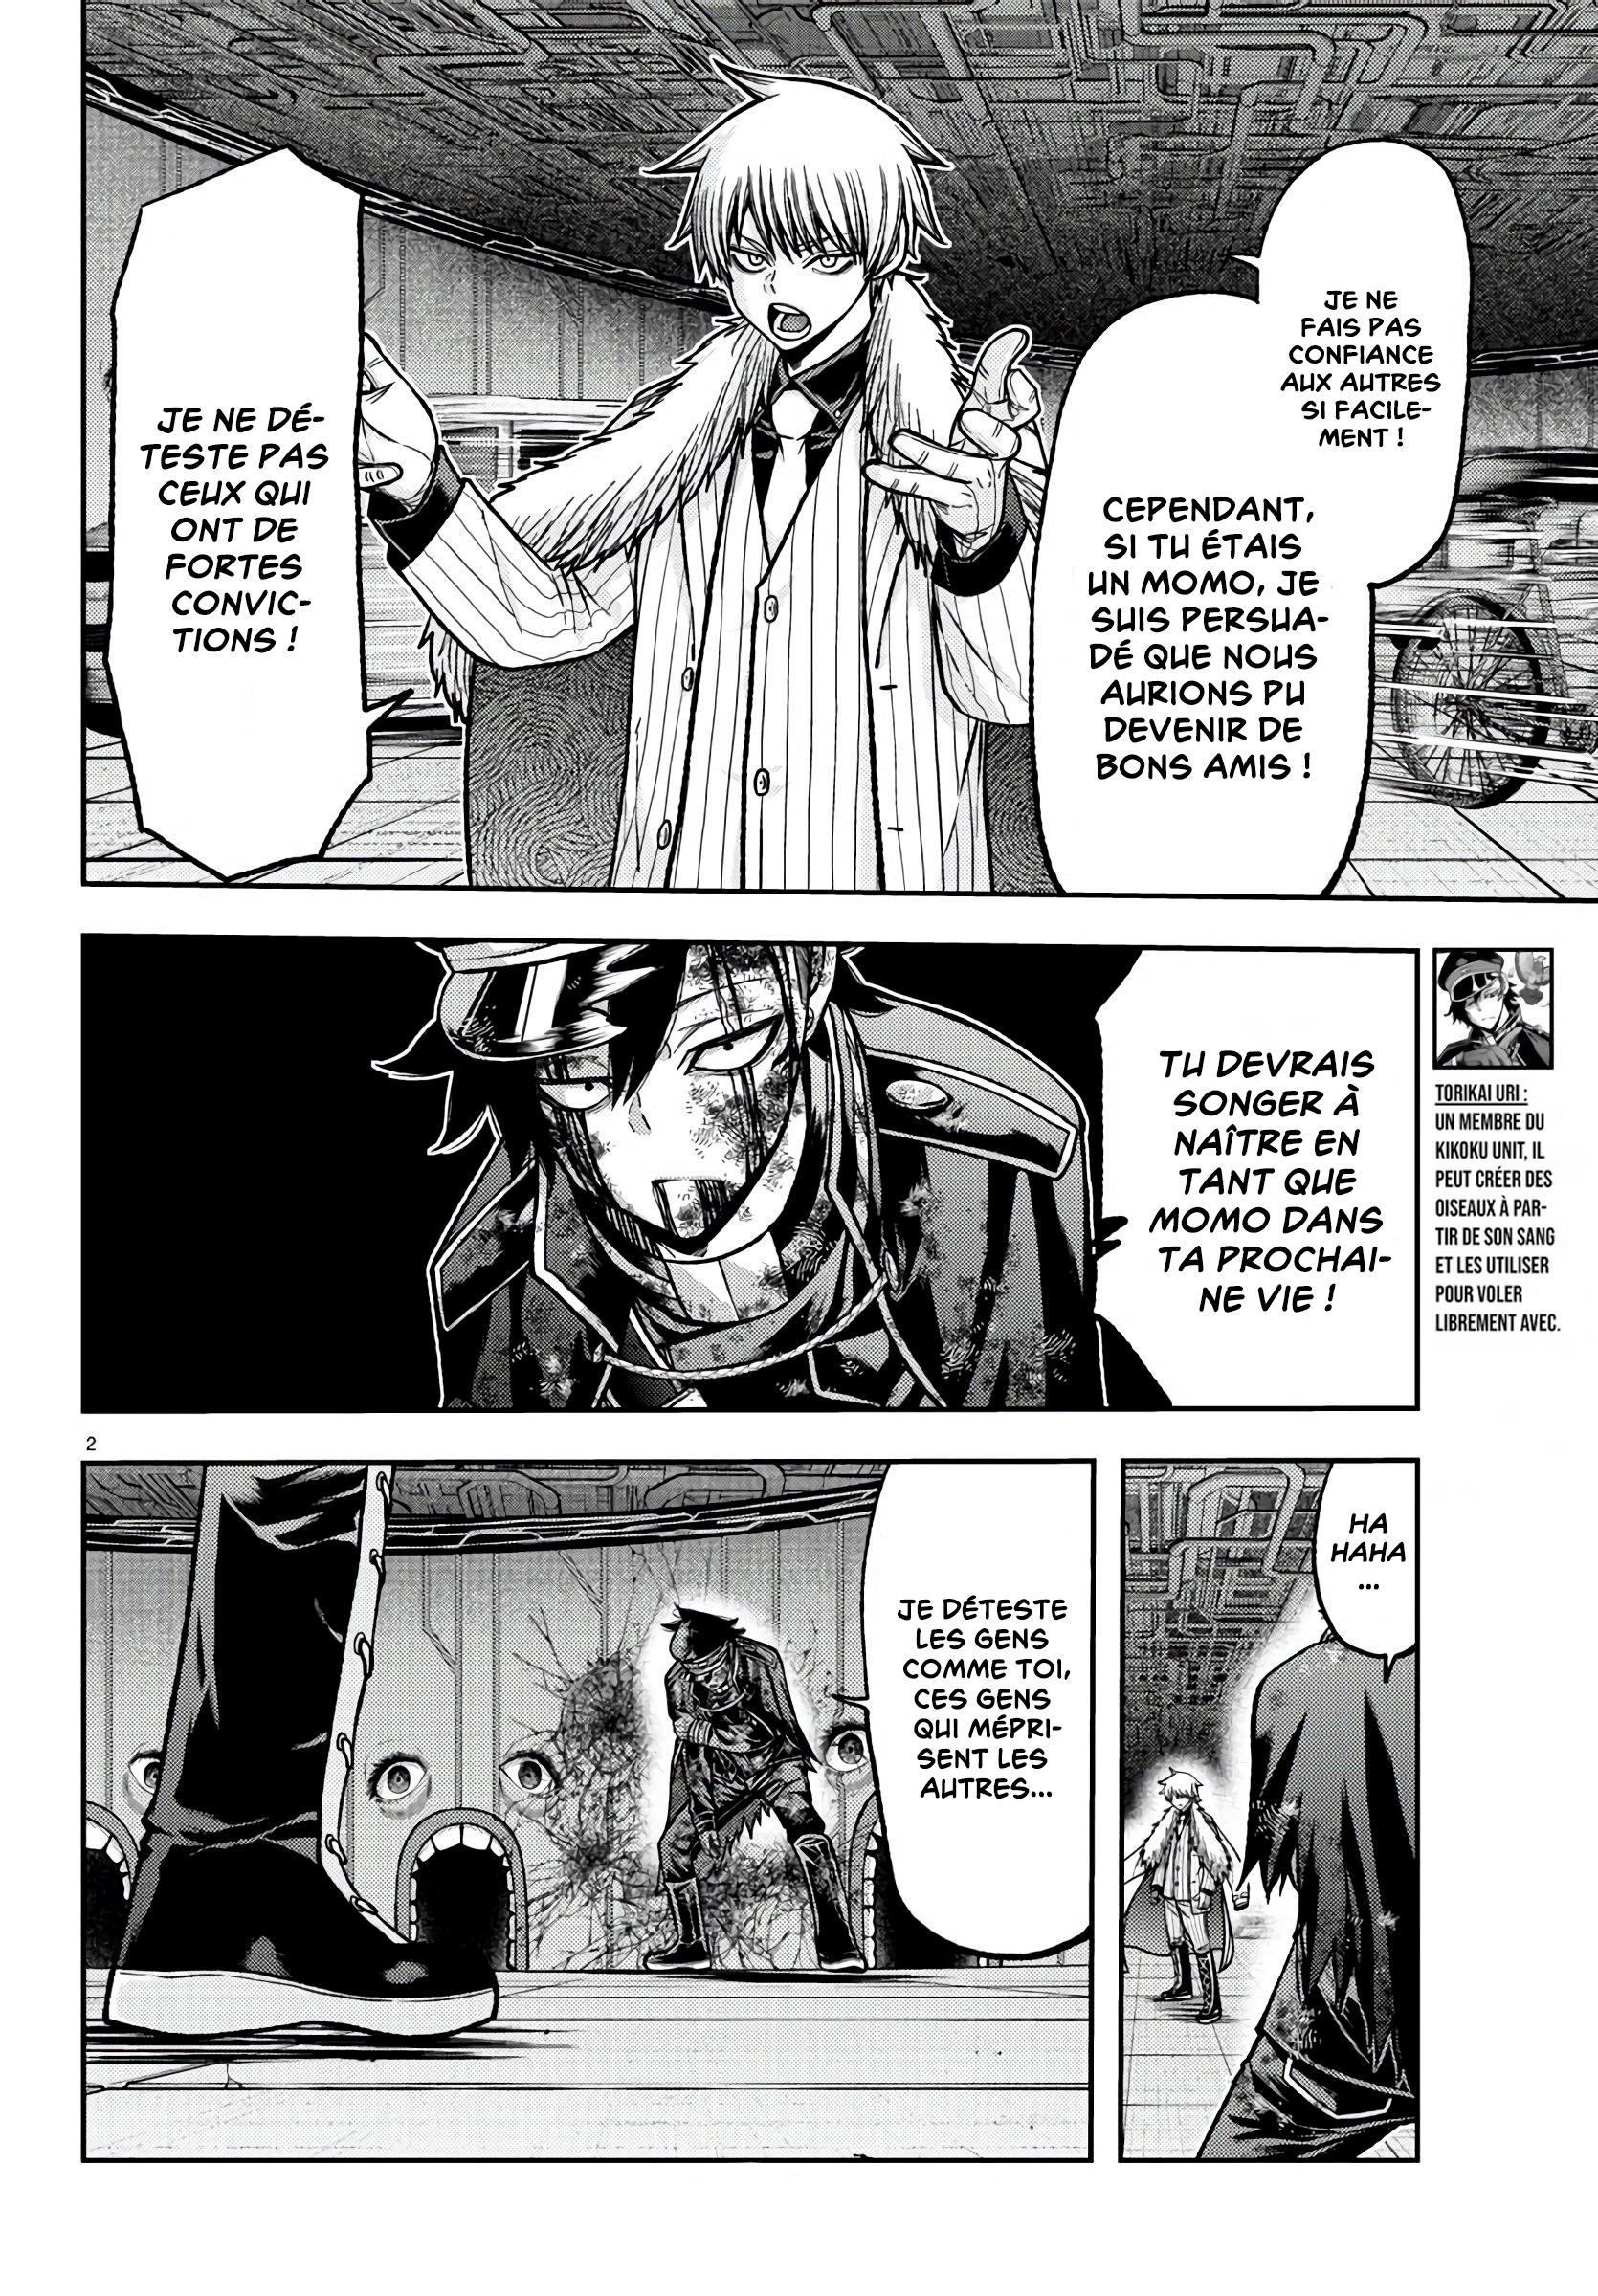 JE NE
FAIS PAS
CONFIANCE
AUX AUTRES
SI FACILE-
MENT !
CEPENDANT,
SI TU ÉTAIS
UN MOMO, JE
SUIS PERSUA-
DÉ QUE NOUS
AURIONS PU
DEVENIR DE
BONS AMIS !
JE NE DÉ-
TESTE PAS
CEUX QUI
ONT DE
FORTES
CONVIC-
TIONS !
TU DEVRAIS
SONGER À
NAÎTRE EN
TANT QUE
MOMO DANS
TA PROCHAI-
NE VIE !
TORIKAI URI :
UN MEMBRE DU
KIKOKU UNIT, IL
PEUT CRÉER DES
OISEAUX À PAR-
TIR DE SON SANG
ET LES UTILISER
POUR VOLER
LIBREMENT AVEC.
2
HA
HAHA
...
JE DÉTESTE
LES GENS
COMME TOI,
CES GENS
QUI MÉPRI-
SENT LES
AUTRES...